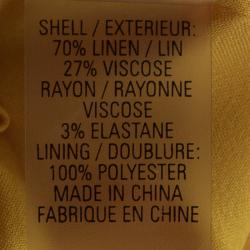 SHELL / EXTERIEUR:
70% LINEN / LIN
27% VISCOSE
RAYON / RAYONNE
VISCOSE
3% ELASTANE
LINING / DOUBLURE:
100% POLYESTER
MADE IN CHINA
FABRIQUE EN CHINE